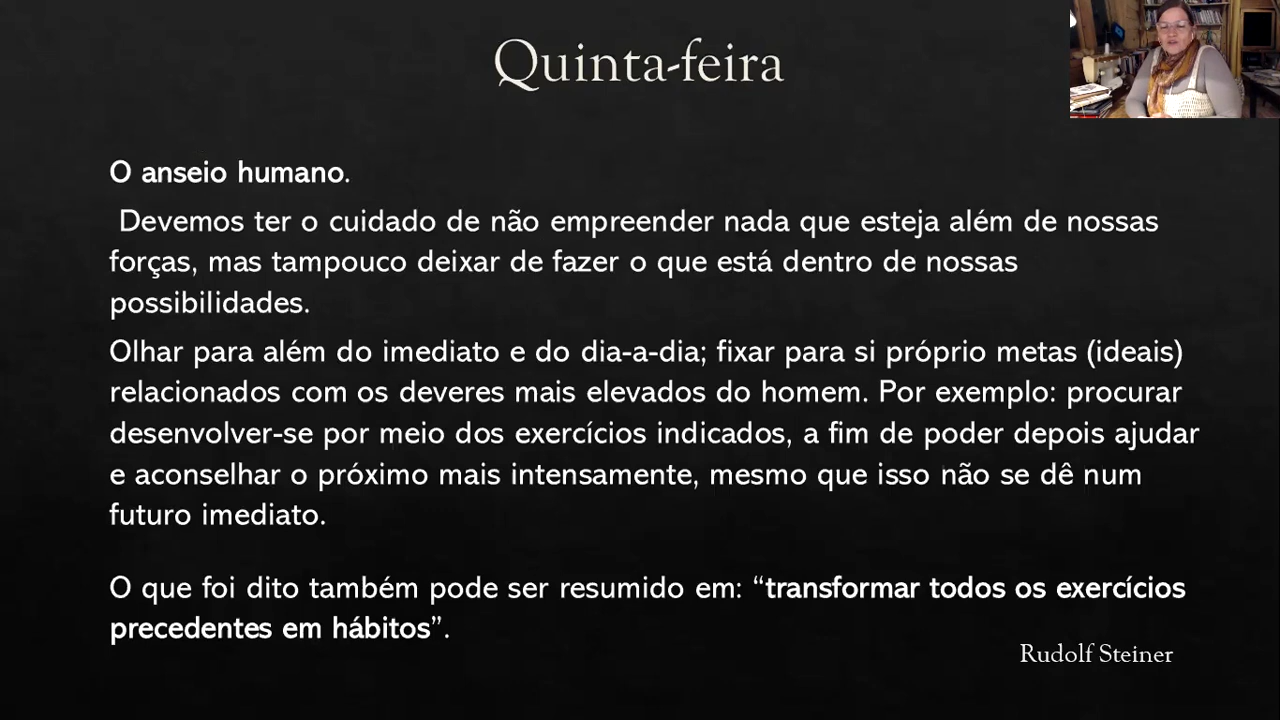 Quinta-feira
O anseio humano.
Devemos ter o cuidado de não empreender nada que esteja além de nossas
forças, mas tampouco deixar de fazer o que está dentro de nossas
possibilidades.
Olhar para além do imediato e do dia-a-dia; fixar para si próprio metas (ideais)
relacionados com os deveres mais elevados do homem. Por exemplo: procurar
desenvolver-se por meio dos exercícios indicados, a fim de poder depois ajudar
e aconselhar o próximo mais intensamente, mesmo que isso não se dê num
futuro imediato.
O que foi dito também pode ser resumido em: “transformar todos os exercícios
precedentes em hábitos”.
Rudolf Steiner